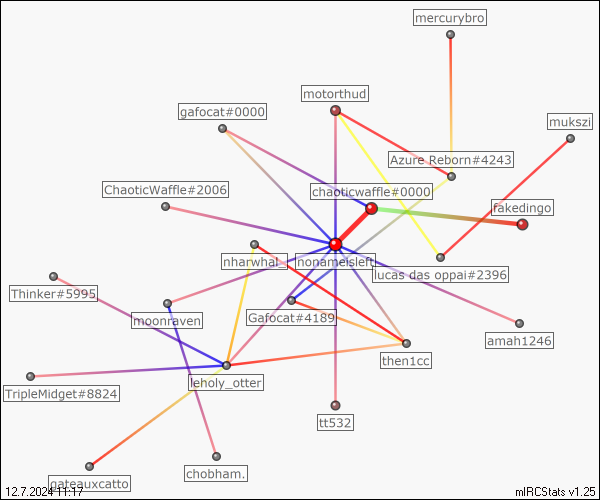 mercurybro
motorthud
gafocat#0000
mukszi
Azure Reborn#4243
ChaoticWaffle#2006
chaoticwaffle#0000
fakedingo
nharwhal_
nonameisleft
lucas das oppai#2396
Thinker#5995
moonraven
Gafocat#4189
amah1246
then1cc
TripleMidget#8824
leholy_otter
tt532
chobham.
gateauxcatto
12.7.2024 11:17
mIRCStats v1.25